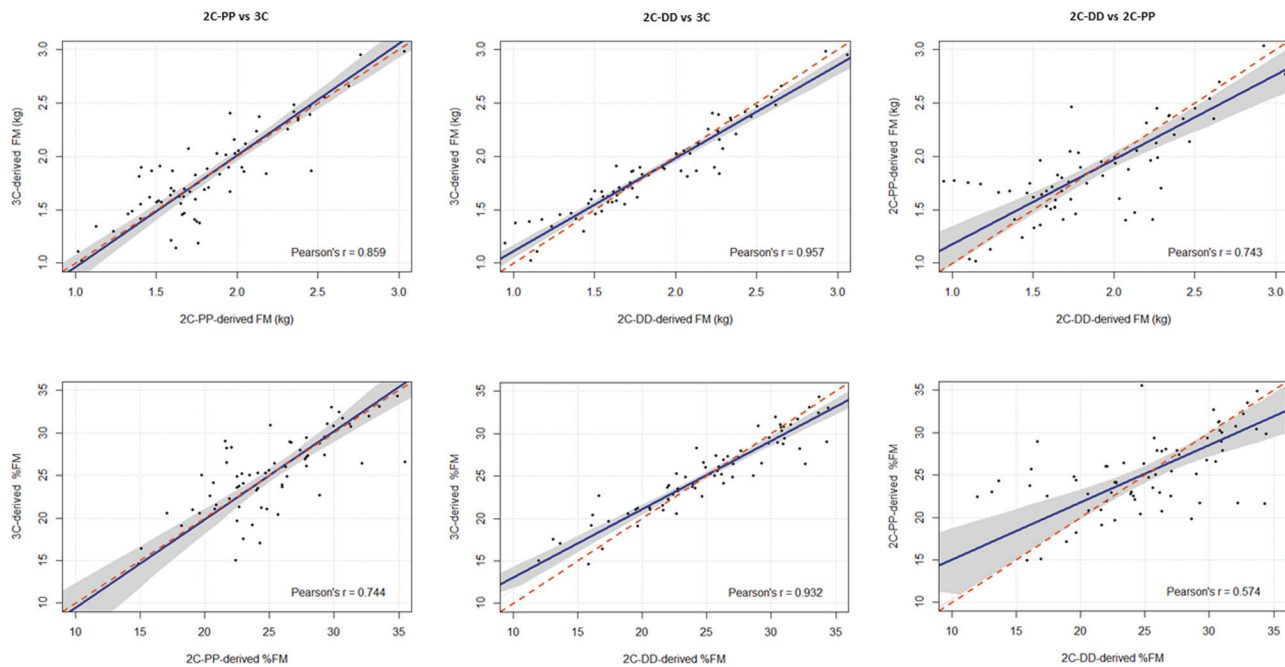 2C-PP vs 3C
2C-DD vs 3C
2C-DD vs 2C-PP
3C-derived FM (kg)
3.0
2.5
2.0
1.5
1.0
Pearson's r = 0.859
1.0 1.5 2.0 2.5 3.0
2C-PP-derived FM (kg)
3C-derived FM (kg)
3.0
2.5
2.0
1.5
1.0
Pearson's r = 0.957
1.0 1.5 2.0 2.5 3.0
2C-DD-derived FM (kg)
2C-PP-derived FM (kg)
3.0
2.5
2.0
1.5
1.0
Pearson's r = 0.743
1.0 1.5 2.0 2.5 3.0
2C-DD-derived FM (kg)
3C-derived %FM
35
30
25
20
15
10
Pearson's r = 0.744
10 15 20 25 30 35
2C-PP-derived %FM
3C-derived %FM
35
30
25
20
15
10
Pearson's r = 0.932
10 15 20 25 30 35
2C-DD-derived %FM
2C-PP-derived %FM
35
30
25
20
15
10
Pearson's r = 0.574
10 15 20 25 30 35
2C-DD-derived %FM